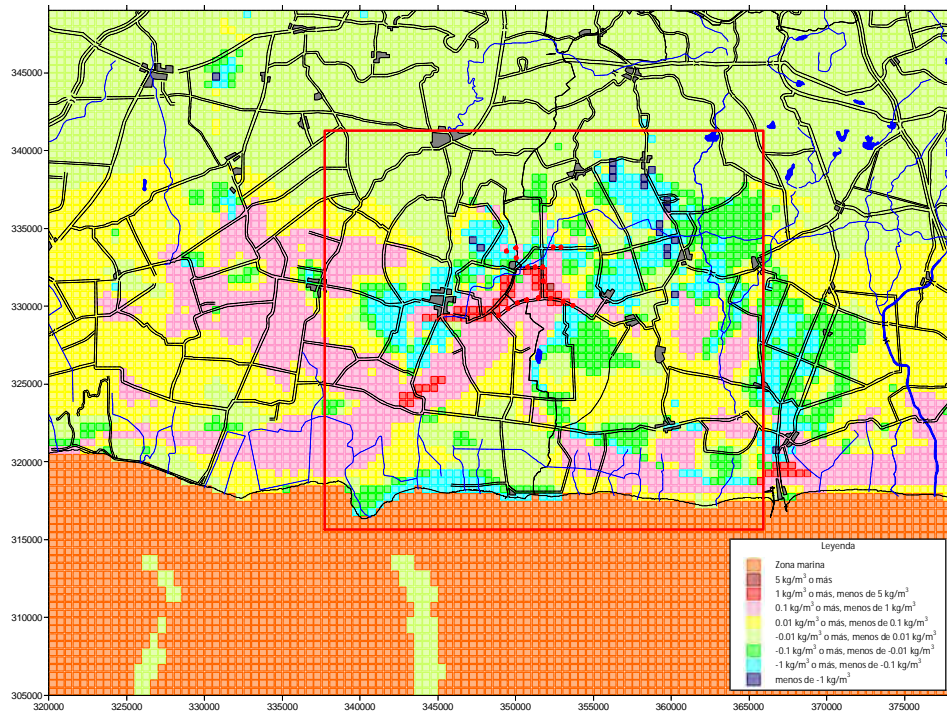 345000
340000
335000
330000
325000
320000
315000
310000
305000
320000 325000 330000 335000 340000 345000 350000 355000 360000 365000 370000 375000
Leyenda
Zona marina
5 kg/m³ o más
1 kg/m³ o más, menos de 5 kg/m³
0.1 kg/m³ o más, menos de 1 kg/m³
0.01 kg/m³ o más, menos de 0.1 kg/m³
-0.01 kg/m³ o más, menos de 0.01 kg/m³
-0.1 kg/m³ o más, menos de -0.01 kg/m³
-1 kg/m³ o más, menos de -0.1 kg/m³
menos de -1 kg/m³